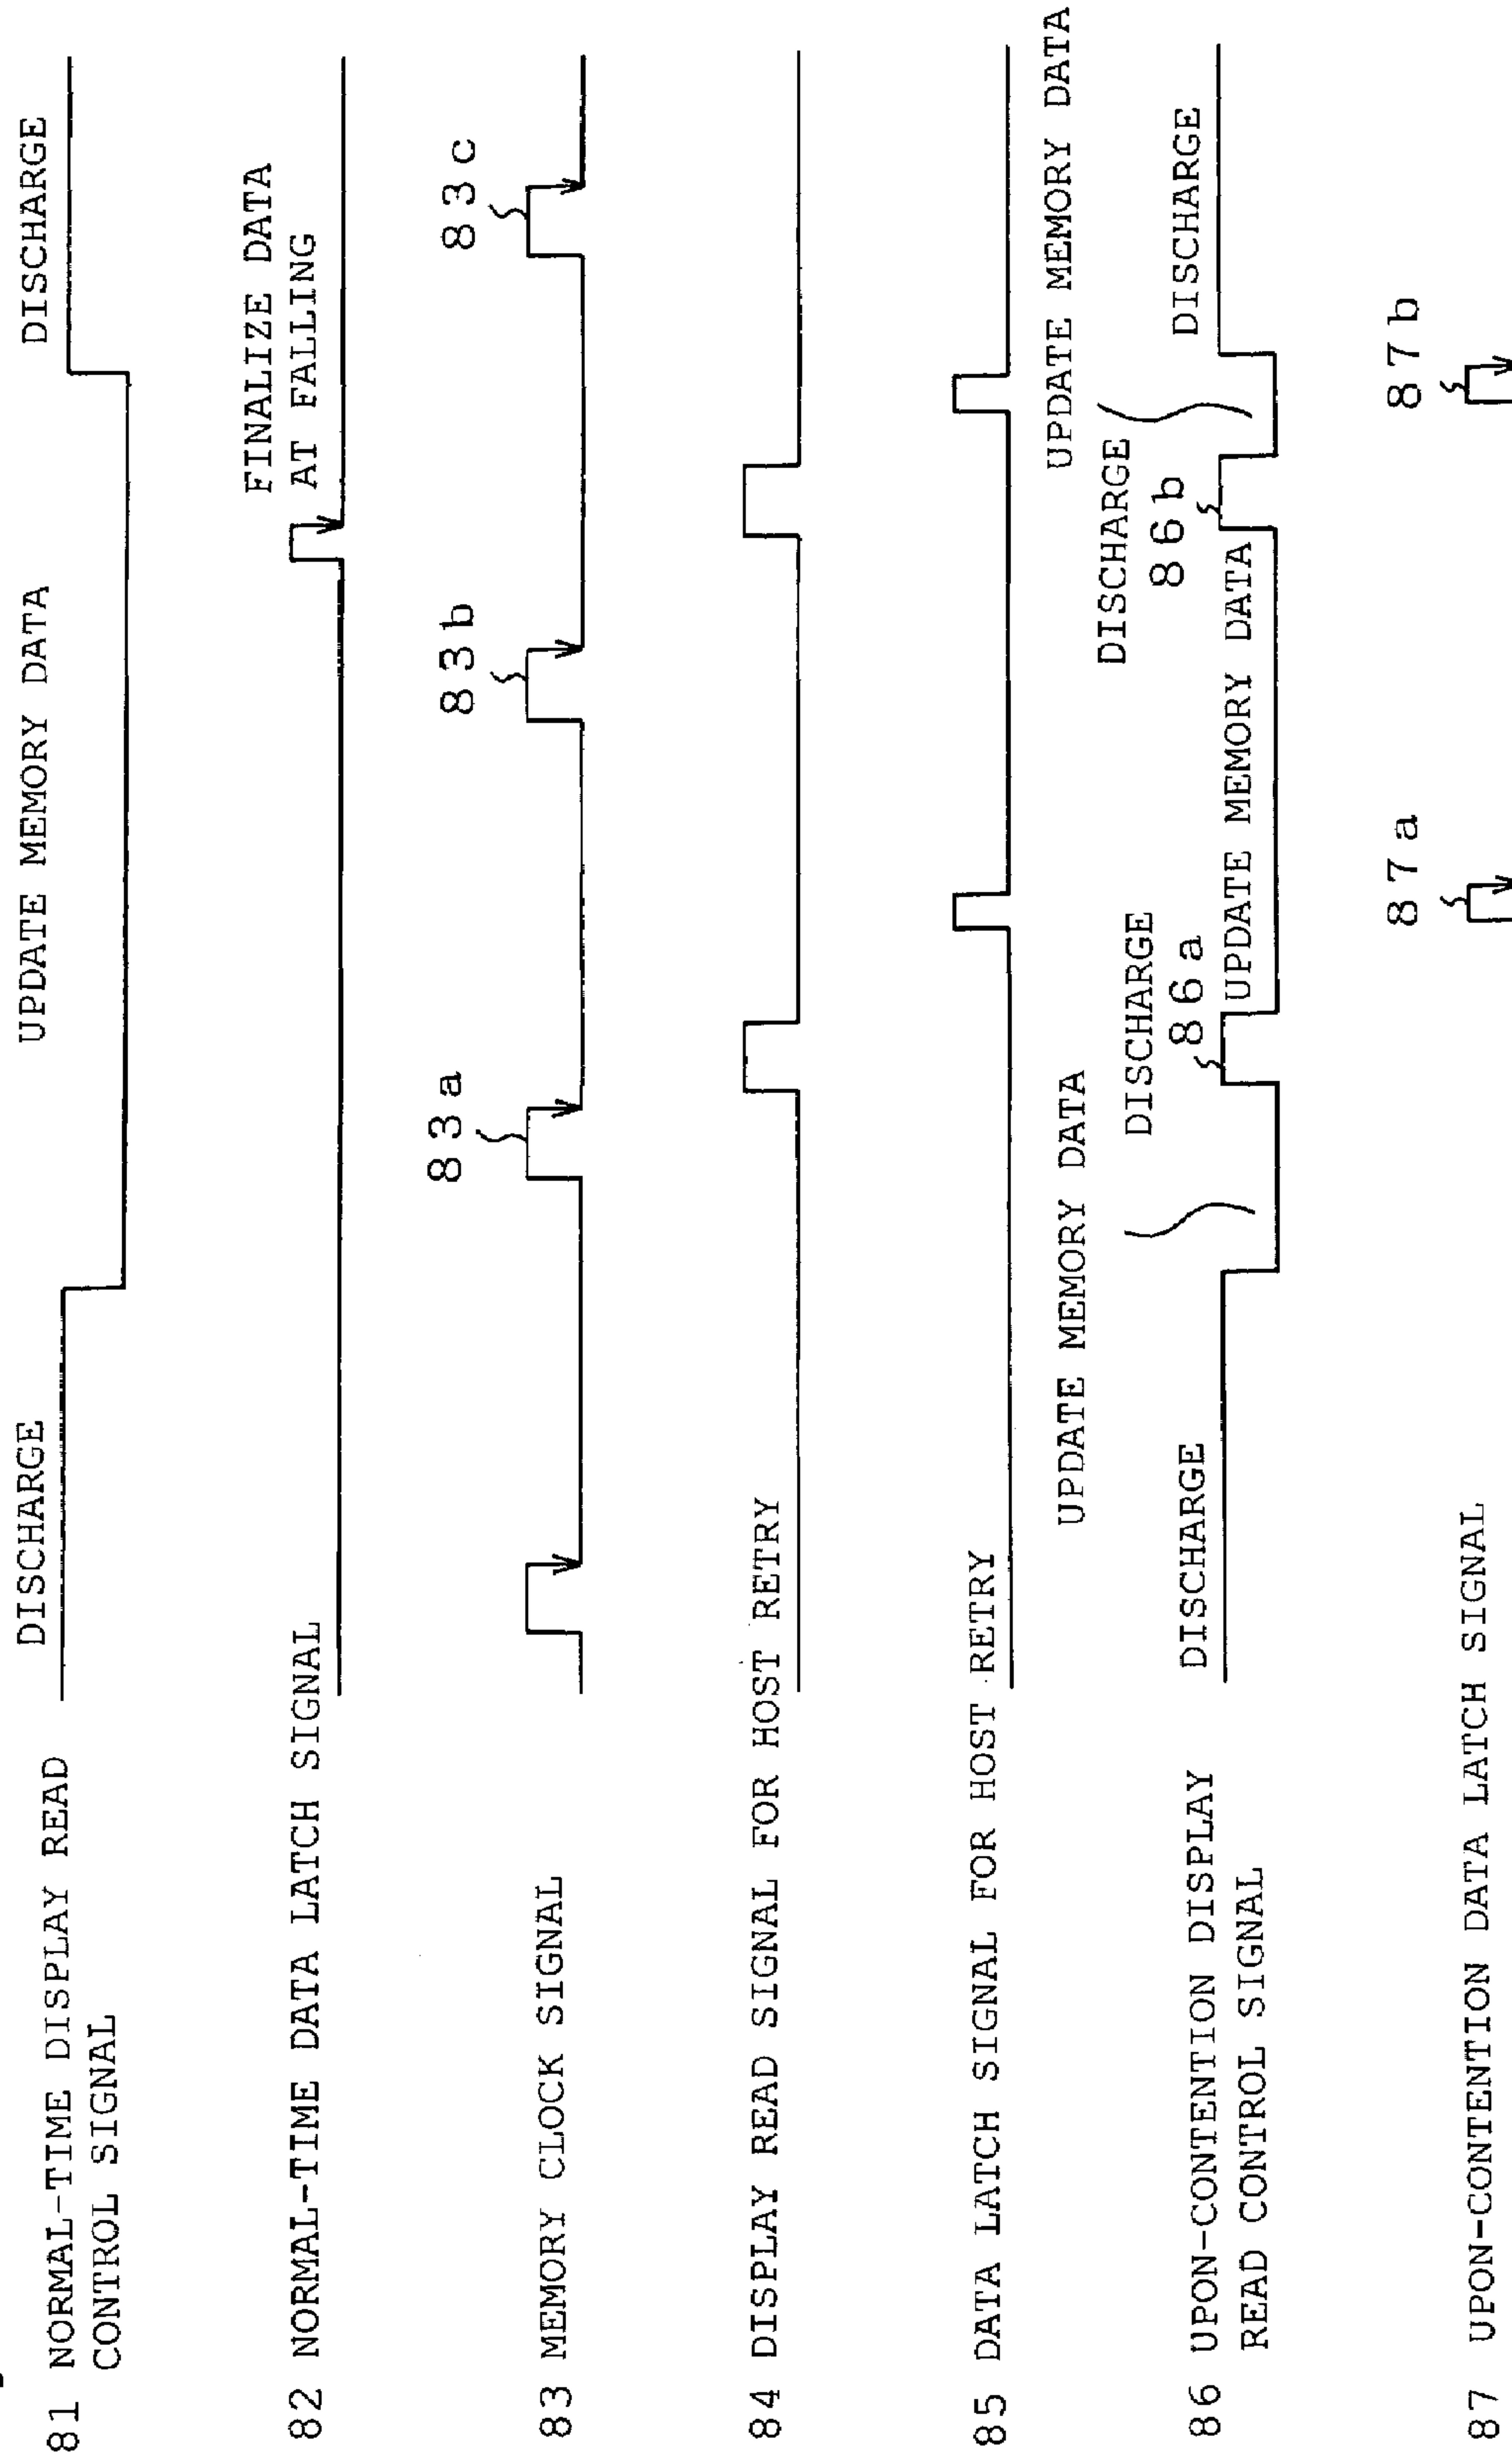 81 NORMAL-TIME DISPLAY READ
CONTROL SIGNAL
DISCHARGE
UPDATE MEMORY DATA
DISCHARGE
82 NORMAL-TIME DATA LATCH SIGNAL
FINALIZE DATA
AT FALLING
83 MEMORY CLOCK SIGNAL
83a
83b
83c
84 DISPLAY READ SIGNAL FOR HOST RETRY
85 DATA LATCH SIGNAL FOR HOST RETRY
86 UPON-CONTENTION DISPLAY
READ CONTROL SIGNAL
DISCHARGE
UPDATE MEMORY DATA
DISCHARGE
86a
UPDATE MEMORY DATA
DISCHARGE
86b
UPDATE MEMORY DATA
DISCHARGE
87 UPON-CONTENTION DATA LATCH SIGNAL
87a
87b